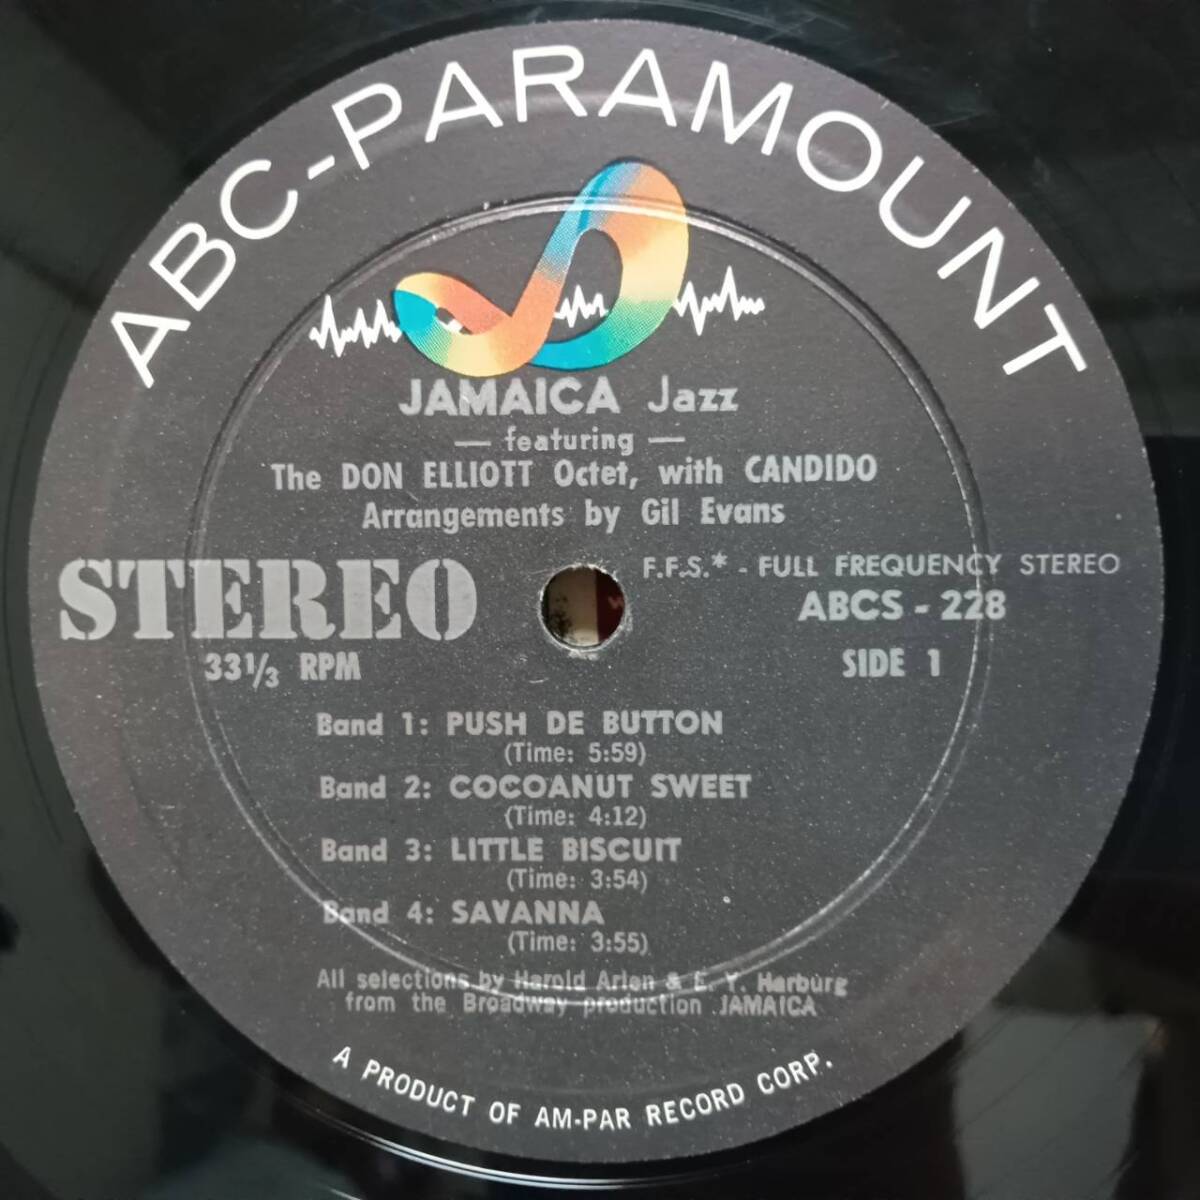 ABC-PARAMOUNT
JAMAICA Jazz
— featuring —
The DON ELLIOTT Octet, with CANDIDO
Arrangements by Gil Evans
STEREO
33 1/3 RPM
F.F.S.* - FULL FREQUENCY STEREO
ABCS - 228
SIDE 1
Band 1: PUSH DE BUTTON
(Time: 5:59)
Band 2: COCOANUT SWEET
(Time: 4:12)
Band 3: LITTLE BISCUIT
(Time: 3:54)
Band 4: SAVANNA
(Time: 3:55)
All selections by Harold Arlen & E. Y. Harburg
from the Broadway production JAMAICA
A PRODUCT OF AM-PAR RECORD CORP.